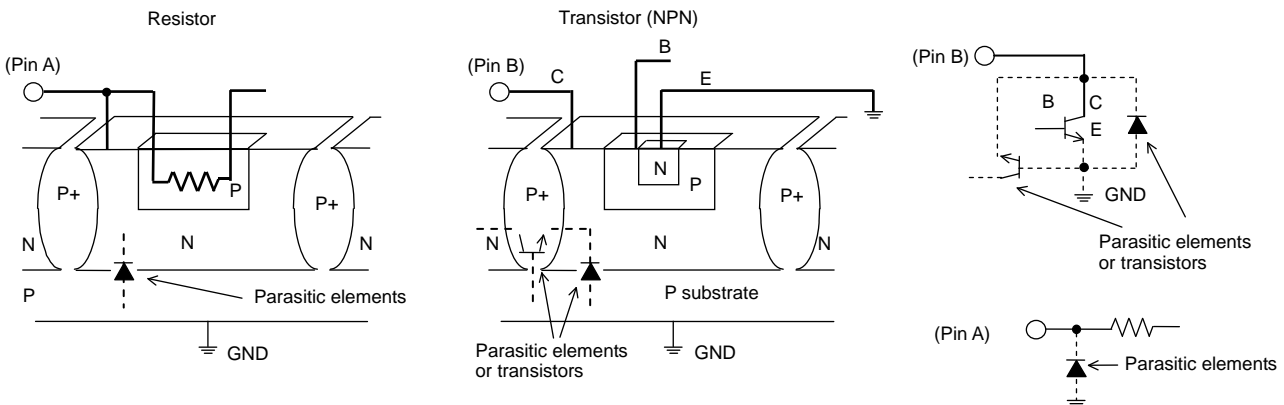 Resistor
(Pin A)
P
P+
P+
N
N
N
P
Parasitic elements
GND
Transistor (NPN)
B
(Pin B)
C
E
N
P
P+
P+
N
N
N
P substrate
Parasitic elements
or transistors
GND
(Pin B)
B
C
E
GND
Parasitic elements
or transistors
(Pin A)
Parasitic elements